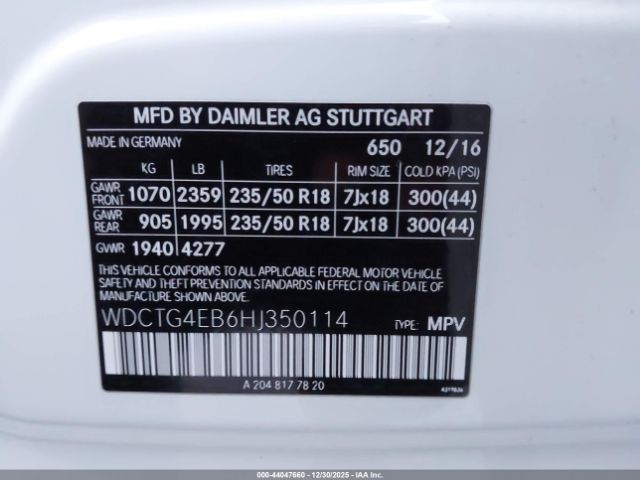 MFD BY DAIMLER AG STUTTGART
MADE IN GERMANY 650 12/16
KG LB TIRES RIM SIZE COLD KPA (PSI)
GAWR FRONT 1070 2359 235/50 R18 7Jx18 300(44)
GAWR REAR 905 1995 235/50 R18 7Jx18 300(44)
GVWR 1940 4277
THIS VEHICLE CONFORMS TO ALL APPLICABLE FEDERAL MOTOR VEHICLE
SAFETY AND THEFT PREVENTION STANDARDS IN EFFECT ON THE DATE OF
MANUFACTURE SHOWN ABOVE.
WDCTG4EB6HJ350114 TYPE: MPV
A 204 817 78 20
000-44047660 - 12/30/2025 - IAA Inc.